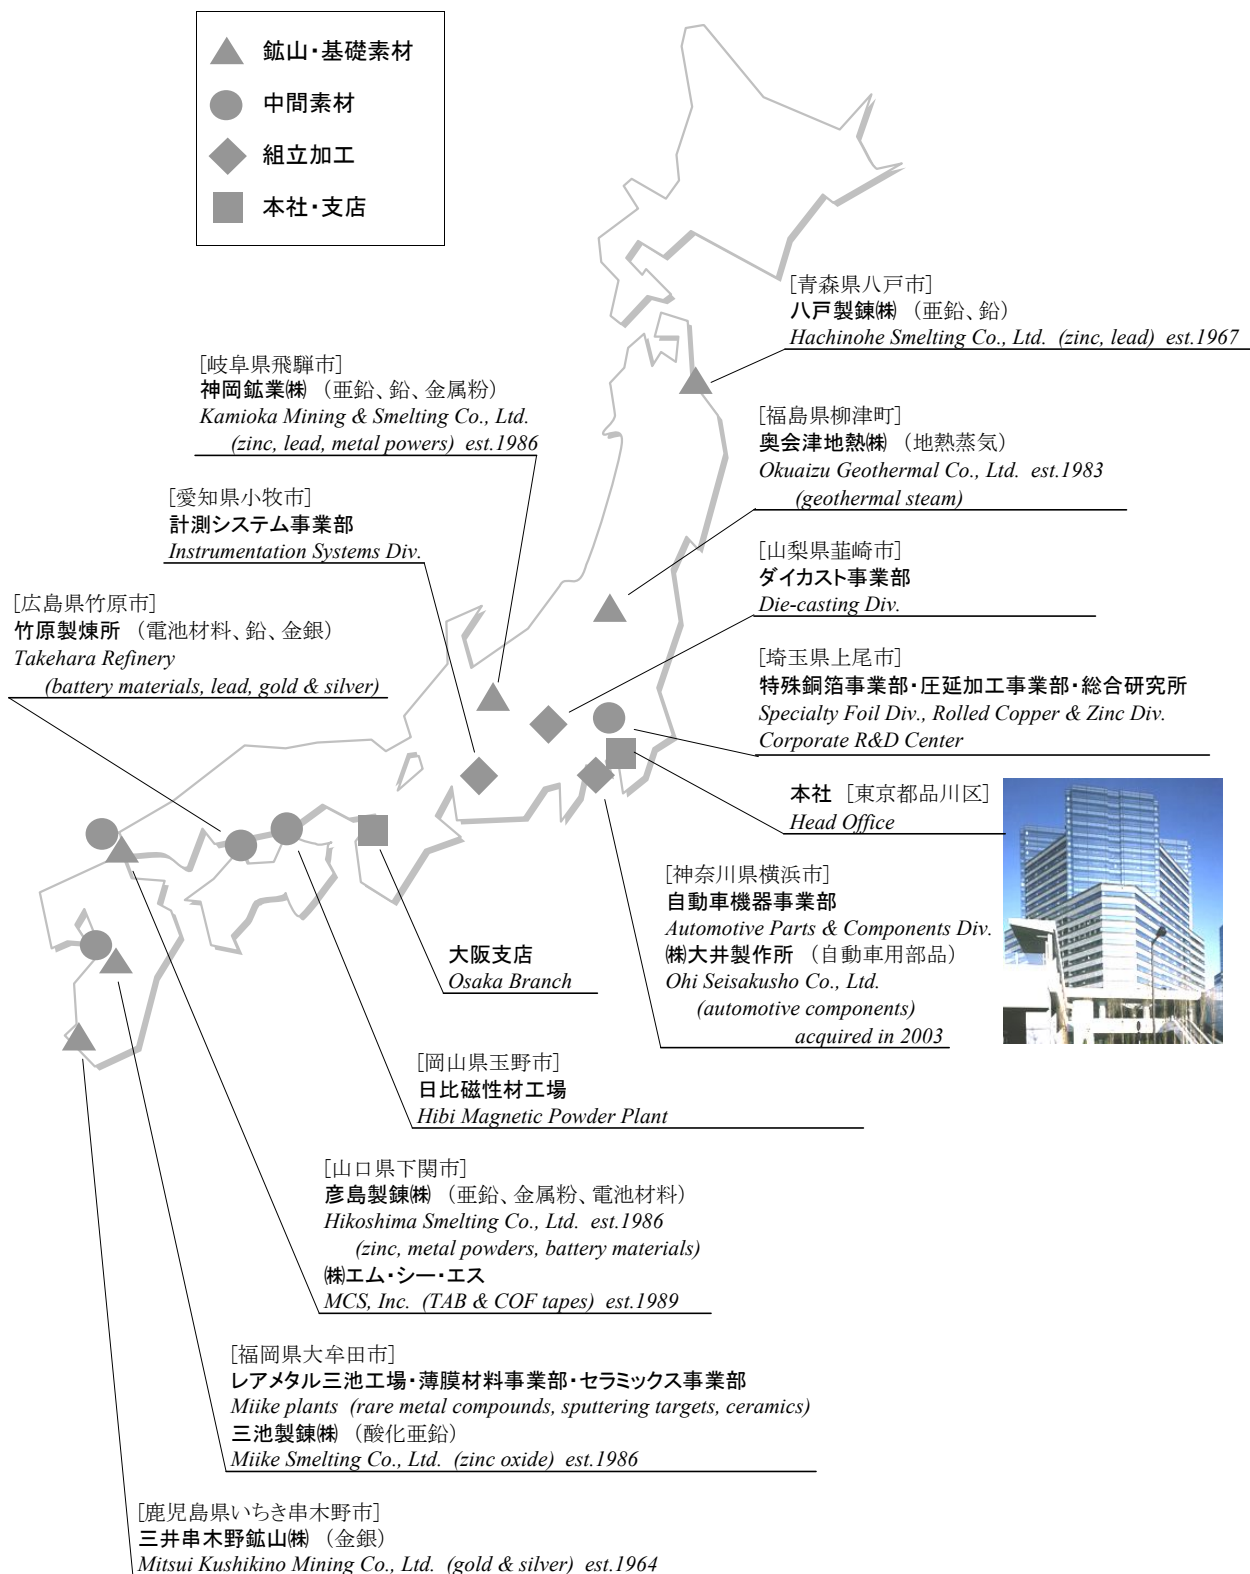 鉱山・基礎素材
中間素材
組立加工
本社・支店
[青森県八戸市]
八戸製錬㈱ （亜鉛、鉛）
Hachinohe Smelting Co., Ltd. (zinc, lead) est.1967
[岐阜県飛騨市]
神岡鉱業㈱ （亜鉛、鉛、金属粉）
Kamioka Mining & Smelting Co., Ltd.
(zinc, lead, metal powers) est.1986
[福島県柳津町]
奥会津地熱㈱ （地熱蒸気）
Okuaizu Geothermal Co., Ltd. est.1983
(geothermal steam)
[愛知県小牧市]
計測システム事業部
Instrumentation Systems Div.
[山梨県韮崎市]
ダイカスト事業部
Die-casting Div.
[広島県竹原市]
竹原製煉所 （電池材料、鉛、金銀）
Takehara Refinery
(battery materials, lead, gold & silver)
[埼玉県上尾市]
特殊銅箔事業部・圧延加工事業部・総合研究所
Specialty Foil Div., Rolled Copper & Zinc Div.
Corporate R&D Center
本社 [東京都品川区]
Head Office
[神奈川県横浜市]
自動車機器事業部
Automotive Parts & Components Div.
㈱大井製作所 （自動車用部品）
Ohi Seisakusho Co., Ltd.
(automotive components)
acquired in 2003
大阪支店
Osaka Branch
[岡山県玉野市]
日比磁性材工場
Hibi Magnetic Powder Plant
[山口県下関市]
彦島製錬㈱ （亜鉛、金属粉、電池材料）
Hikoshima Smelting Co., Ltd. est.1986
(zinc, metal powders, battery materials)
㈱エム・シー・エス
MCS, Inc. (TAB & COF tapes) est.1989
[福岡県大牟田市]
レアメタル三池工場・薄膜材料事業部・セラミックス事業部
Miike plants (rare metal compounds, sputtering targets, ceramics)
三池製錬㈱ （酸化亜鉛）
Miike Smelting Co., Ltd. (zinc oxide) est.1986
[鹿児島県いちき串木野市]
三井串木野鉱山㈱ （金銀）
Mitsui Kushikino Mining Co., Ltd. (gold & silver) est.1964